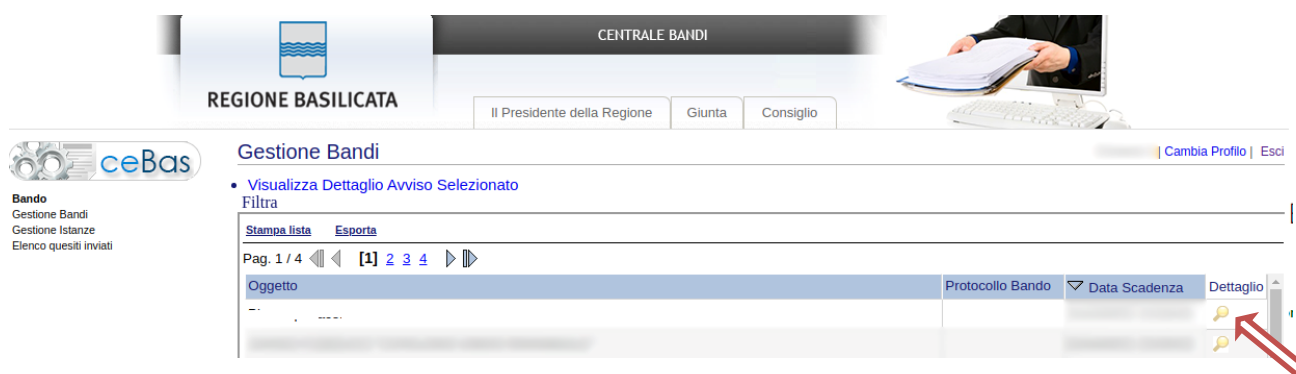 CENTRALE BANDI
REGIONE BASILICATA
Il Presidente della Regione Giunta Consiglio
ceBas
Gestione Bandi
| Cambia Profilo | Esci
Visualizza Dettaglio Avviso Selezionato
Filtra
Bando
Gestione Bandi
Gestione Istanze
Elenco quesiti inviati
Stampa lista Esporta
Pag. 1 / 4 [1] 2 3 4
Oggetto Protocollo Bando Data Scadenza Dettaglio